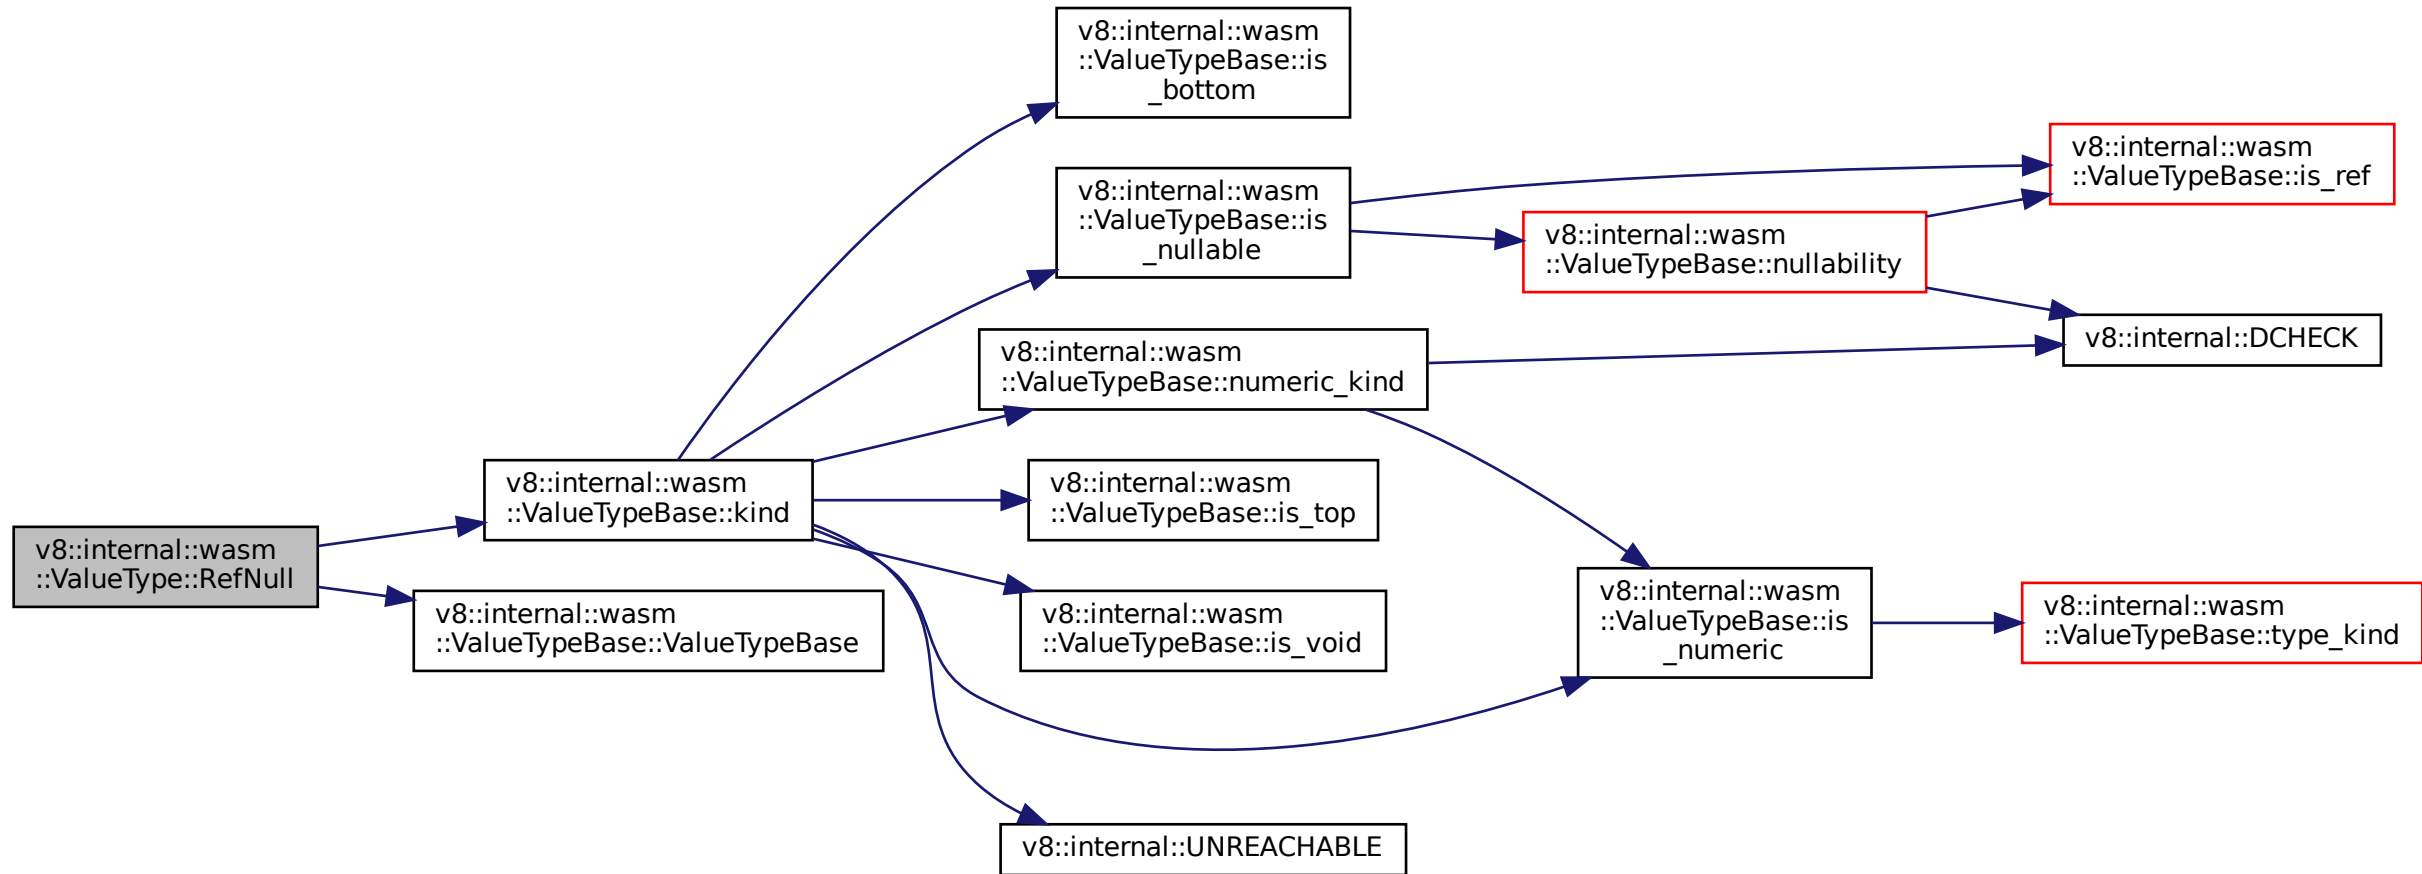 v8::internal::wasm
::ValueType::RefNull
v8::internal::wasm
::ValueTypeBase::kind
v8::internal::wasm
::ValueTypeBase::ValueTypeBase
v8::internal::wasm
::ValueTypeBase::is
_bottom
v8::internal::wasm
::ValueTypeBase::is
_nullable
v8::internal::wasm
::ValueTypeBase::numeric_kind
v8::internal::wasm
::ValueTypeBase::is_top
v8::internal::wasm
::ValueTypeBase::is_void
v8::internal::UNREACHABLE
v8::internal::wasm
::ValueTypeBase::nullability
v8::internal::wasm
::ValueTypeBase::is
_numeric
v8::internal::wasm
::ValueTypeBase::is_ref
v8::internal::DCHECK
v8::internal::wasm
::ValueTypeBase::type_kind